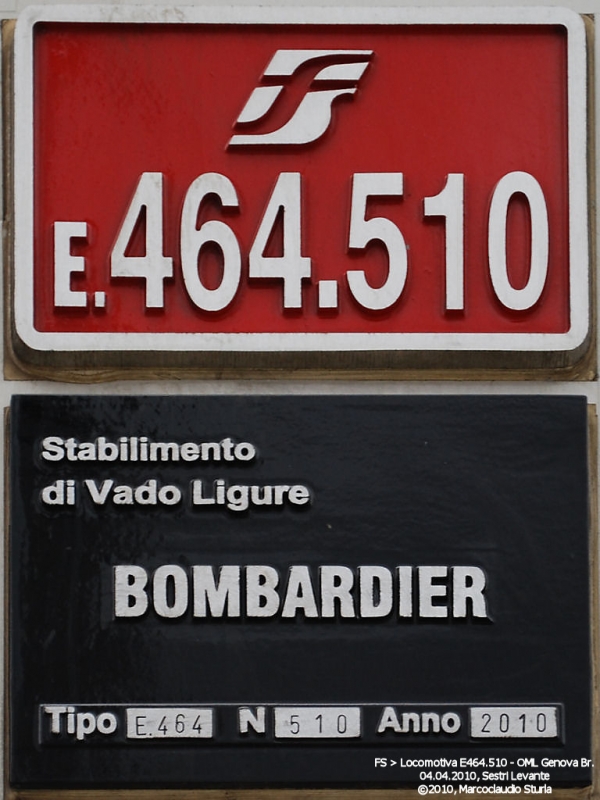 E.464.510
Stabilimento
di Vado Ligure
BOMBARDIER
Tipo E.464 N 510 Anno 2010
FS > Locomotiva E464.510 - OML Genova Br.
04.04.2010, Sestri Levante
©2010, Marcoclaudio Sturla